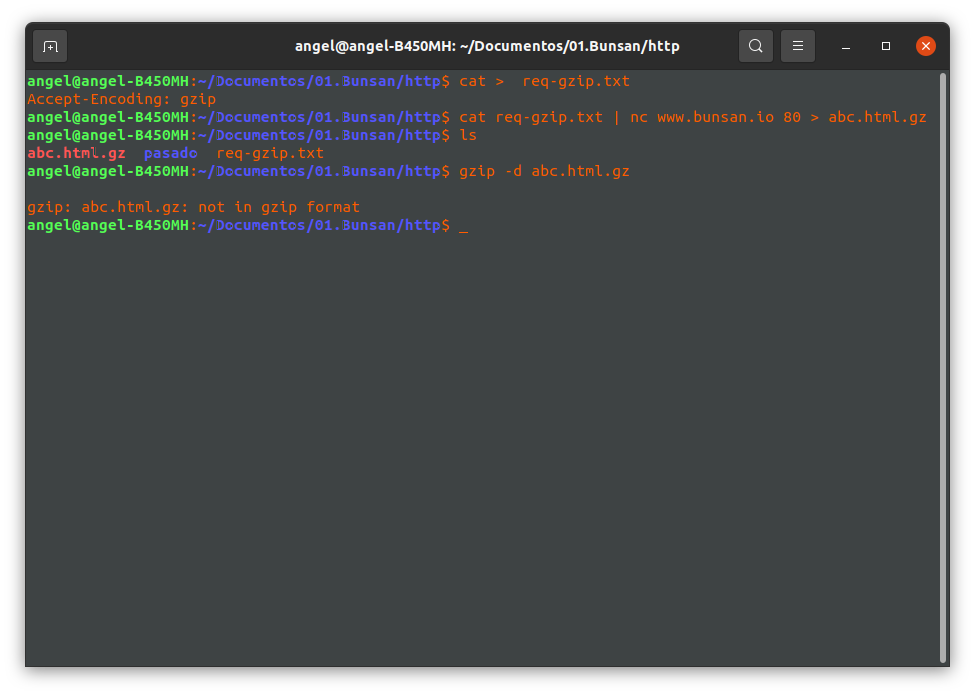 angel@angel-B450MH: ~/Documentos/01.Bunsan/http
angel@angel-B450MH:~/Documentos/01.Bunsan/http$ cat >  req-gzip.txt
Accept-Encoding: gzip
angel@angel-B450MH:~/Documentos/01.Bunsan/http$ cat req-gzip.txt | nc www.bunsan.io 80 > abc.html.gz
angel@angel-B450MH:~/Documentos/01.Bunsan/http$ ls
abc.html.gz  pasado  req-gzip.txt
angel@angel-B450MH:~/Documentos/01.Bunsan/http$ gzip -d abc.html.gz
gzip: abc.html.gz: not in gzip format
angel@angel-B450MH:~/Documentos/01.Bunsan/http$ _